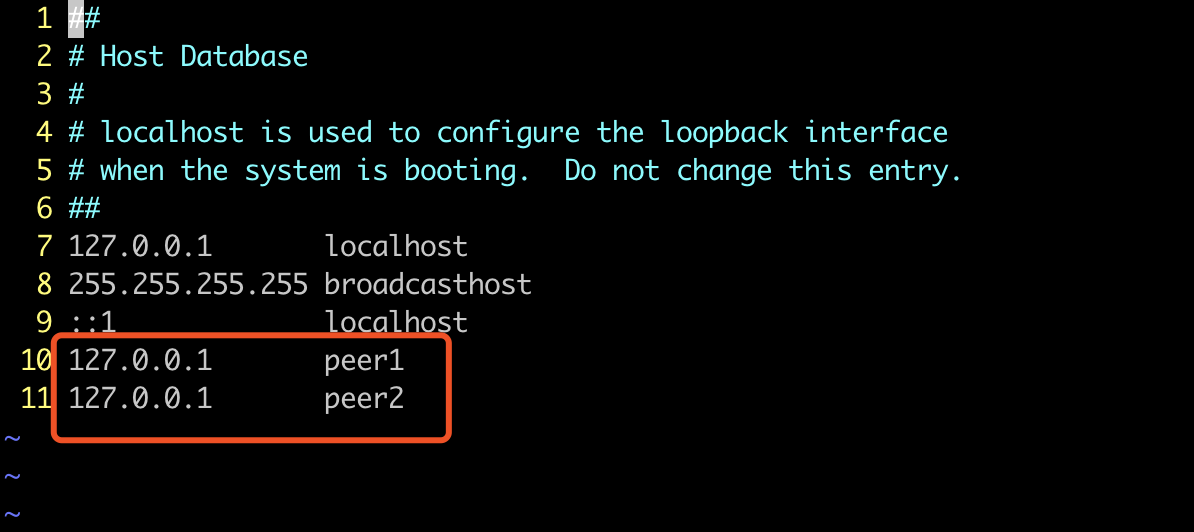 1 ##
2 # Host Database
3 #
4 # localhost is used to configure the loopback interface
5 # when the system is booting.  Do not change this entry.
6 ##
7 127.0.0.1       localhost
8 255.255.255.255 broadcasthost
9 ::1             localhost
10 127.0.0.1       peer1
11 127.0.0.1       peer2
~
~
~